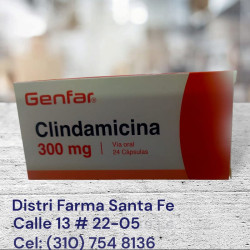 Genfar®
Clindamicina
300 mg
Vía oral
24 Cápsulas
Distri Farma Santa Fe
Calle 13 # 22-05
Cel: (310) 754 8136